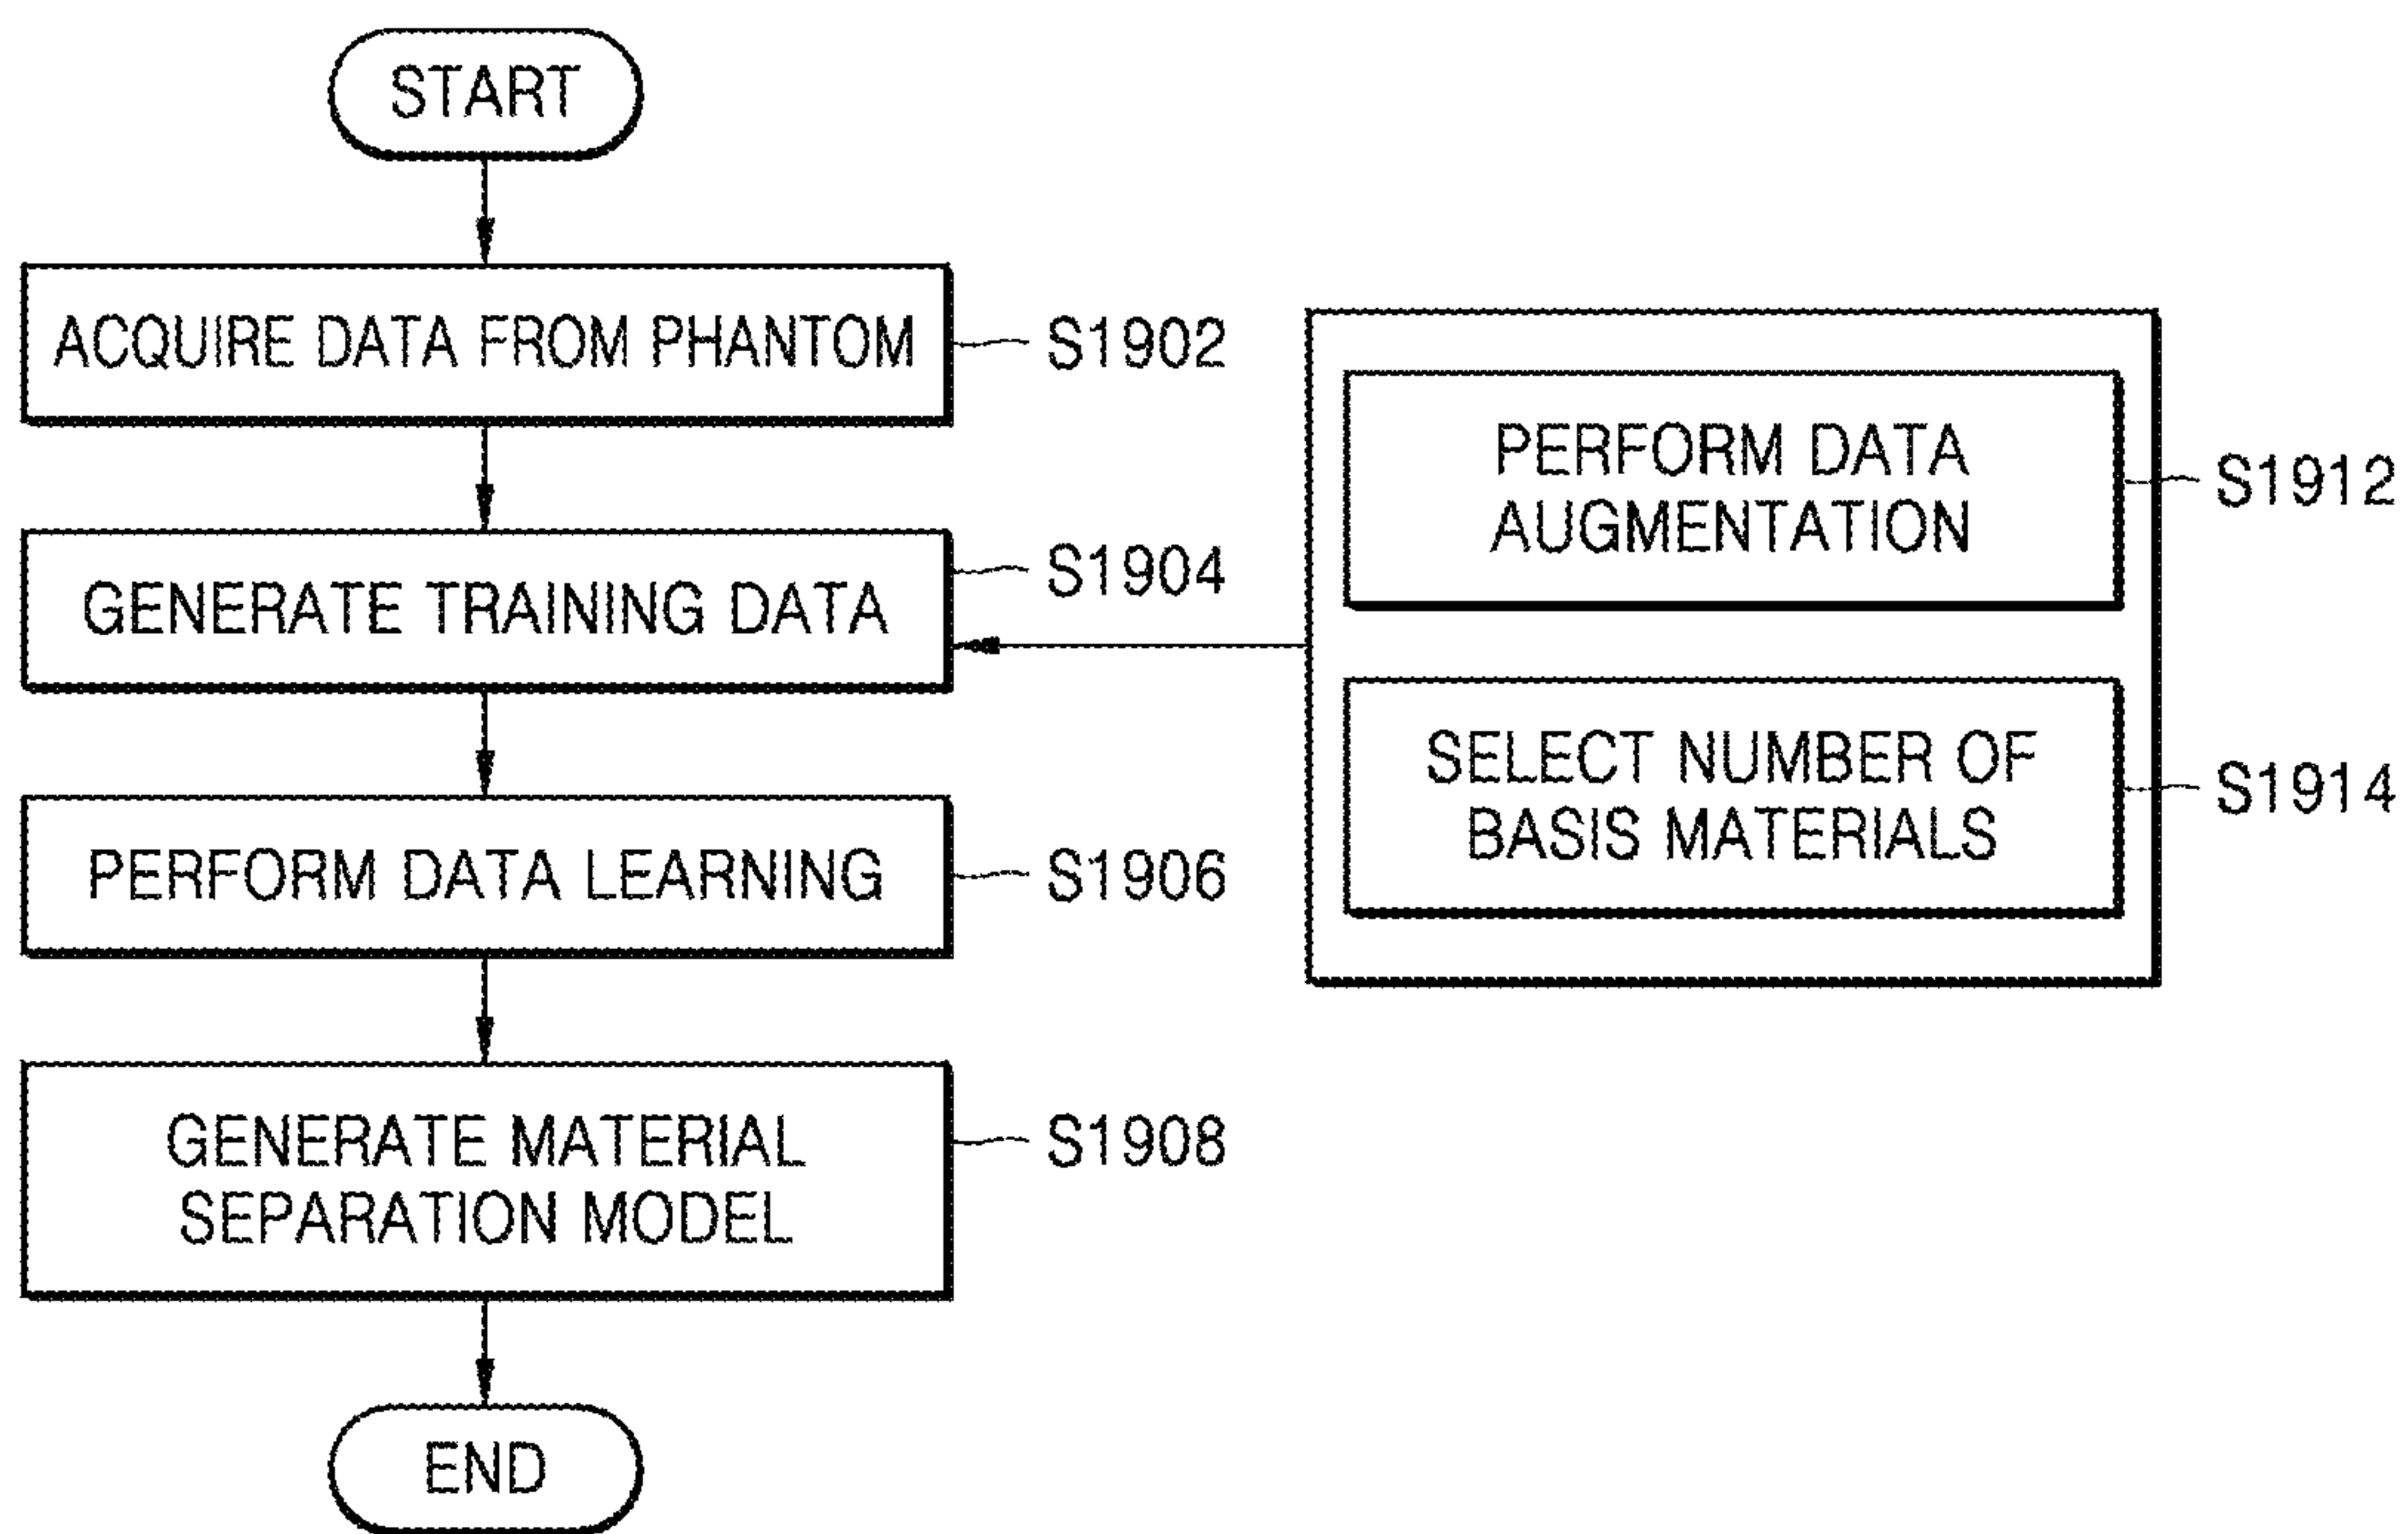 START
ACQUIRE DATA FROM PHANTOM
S1902
GENERATE TRAINING DATA
S1904
PERFORM DATA LEARNING
S1906
GENERATE MATERIAL
SEPARATION MODEL
S1908
END
PERFORM DATA
AUGMENTATION
S1912
SELECT NUMBER OF
BASIS MATERIALS
S1914